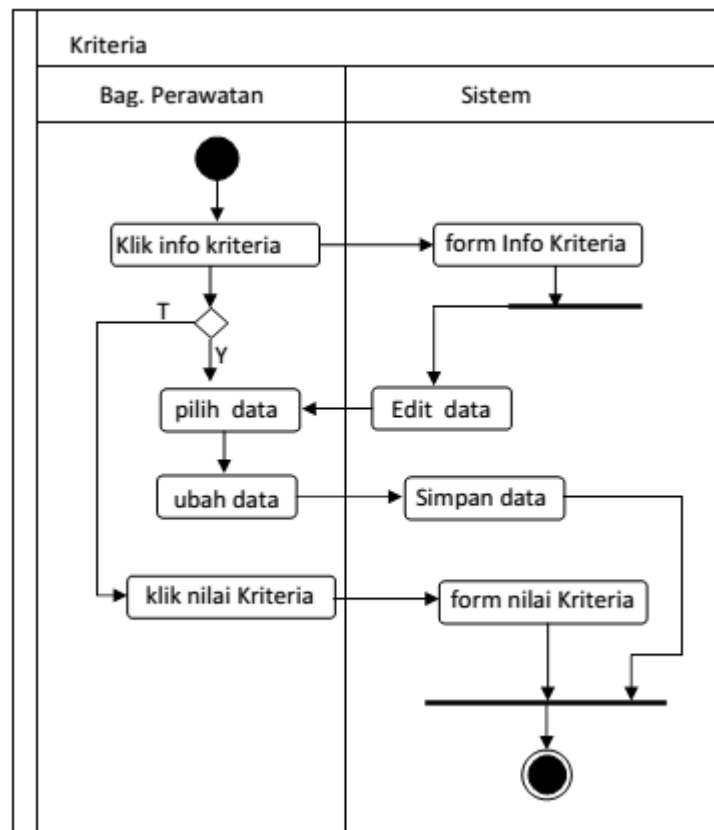 Kriteria
Bag. Perawatan
Sistem
Klik info kriteria
form Info Kriteria
T
Y
pilih data
Edit data
ubah data
Simpan data
klik nilai Kriteria
form nilai Kriteria